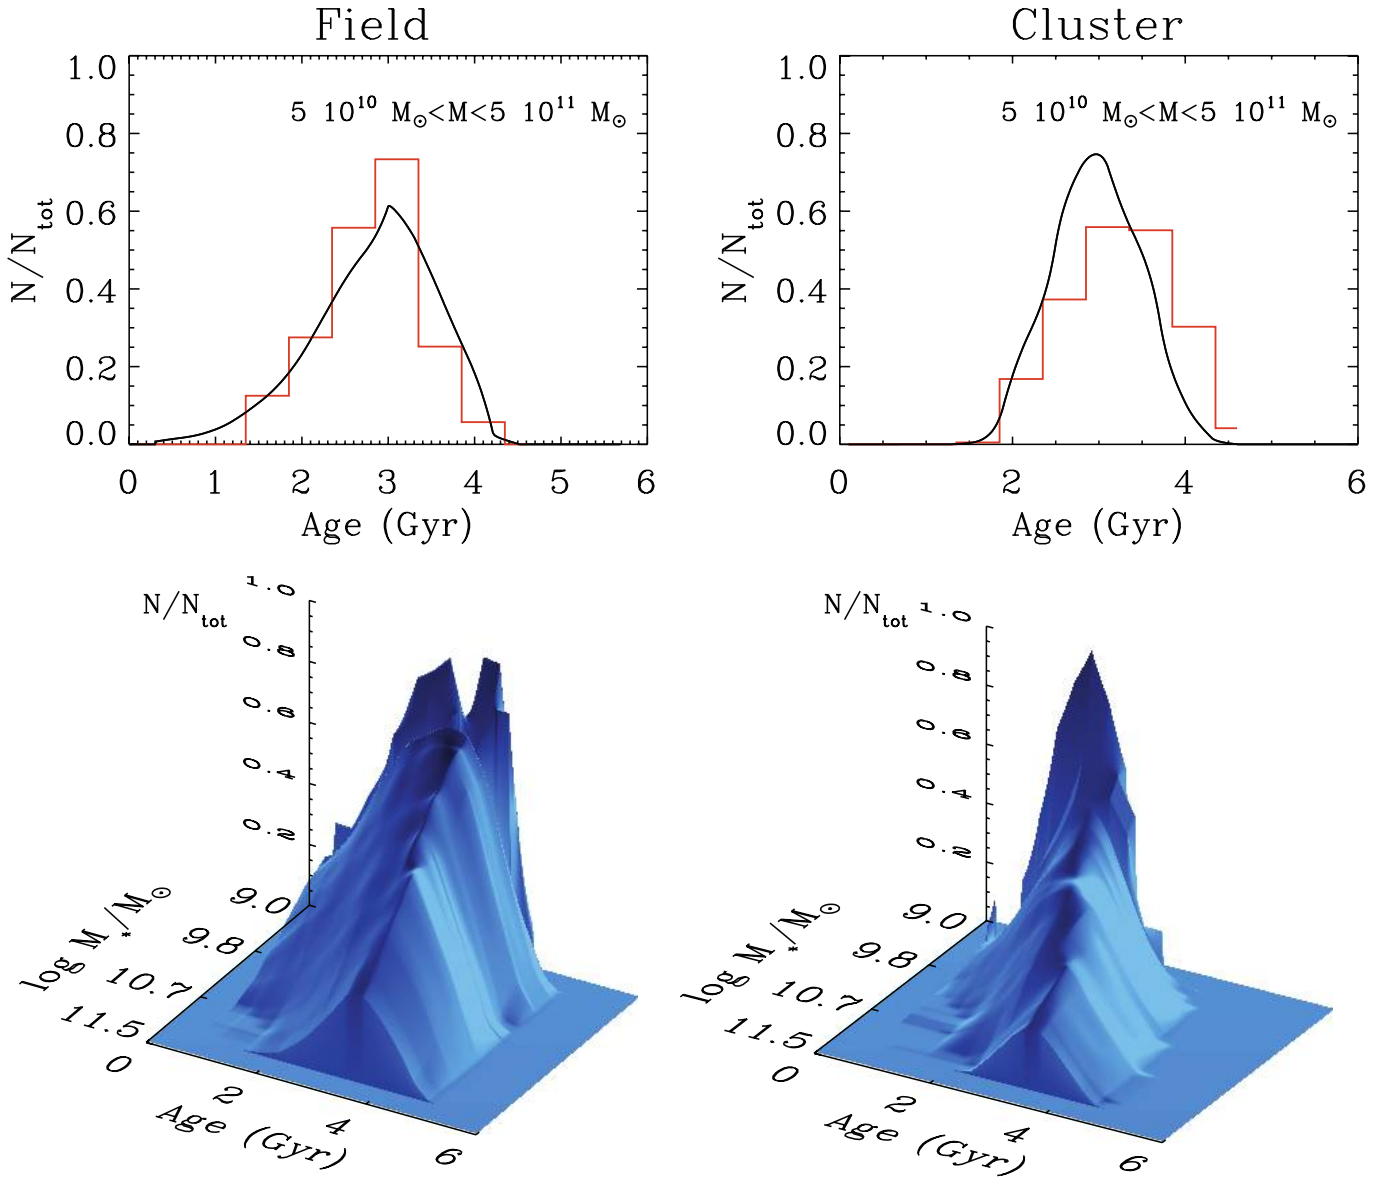 Field
Cluster
1.0
0.8
0.6
0.4
0.2
0.0
N/N_tot
5 10^10 M_⊙<M<5 10^11 M_⊙
0 1 2 3 4 5 6
Age (Gyr)
1.0
0.8
0.6
0.4
0.2
0.0
N/N_tot
5 10^10 M_⊙<M<5 10^11 M_⊙
0 2 4 6
Age (Gyr)
N/N_tot
1.0
0.8
0.6
0.4
0.2
9.0
9.8
10.7
11.5
log M_*/M_⊙
0 2 4 6
Age (Gyr)
N/N_tot
1.0
0.8
0.6
0.4
0.2
9.0
9.8
10.7
11.5
log M_*/M_⊙
0 2 4 6
Age (Gyr)